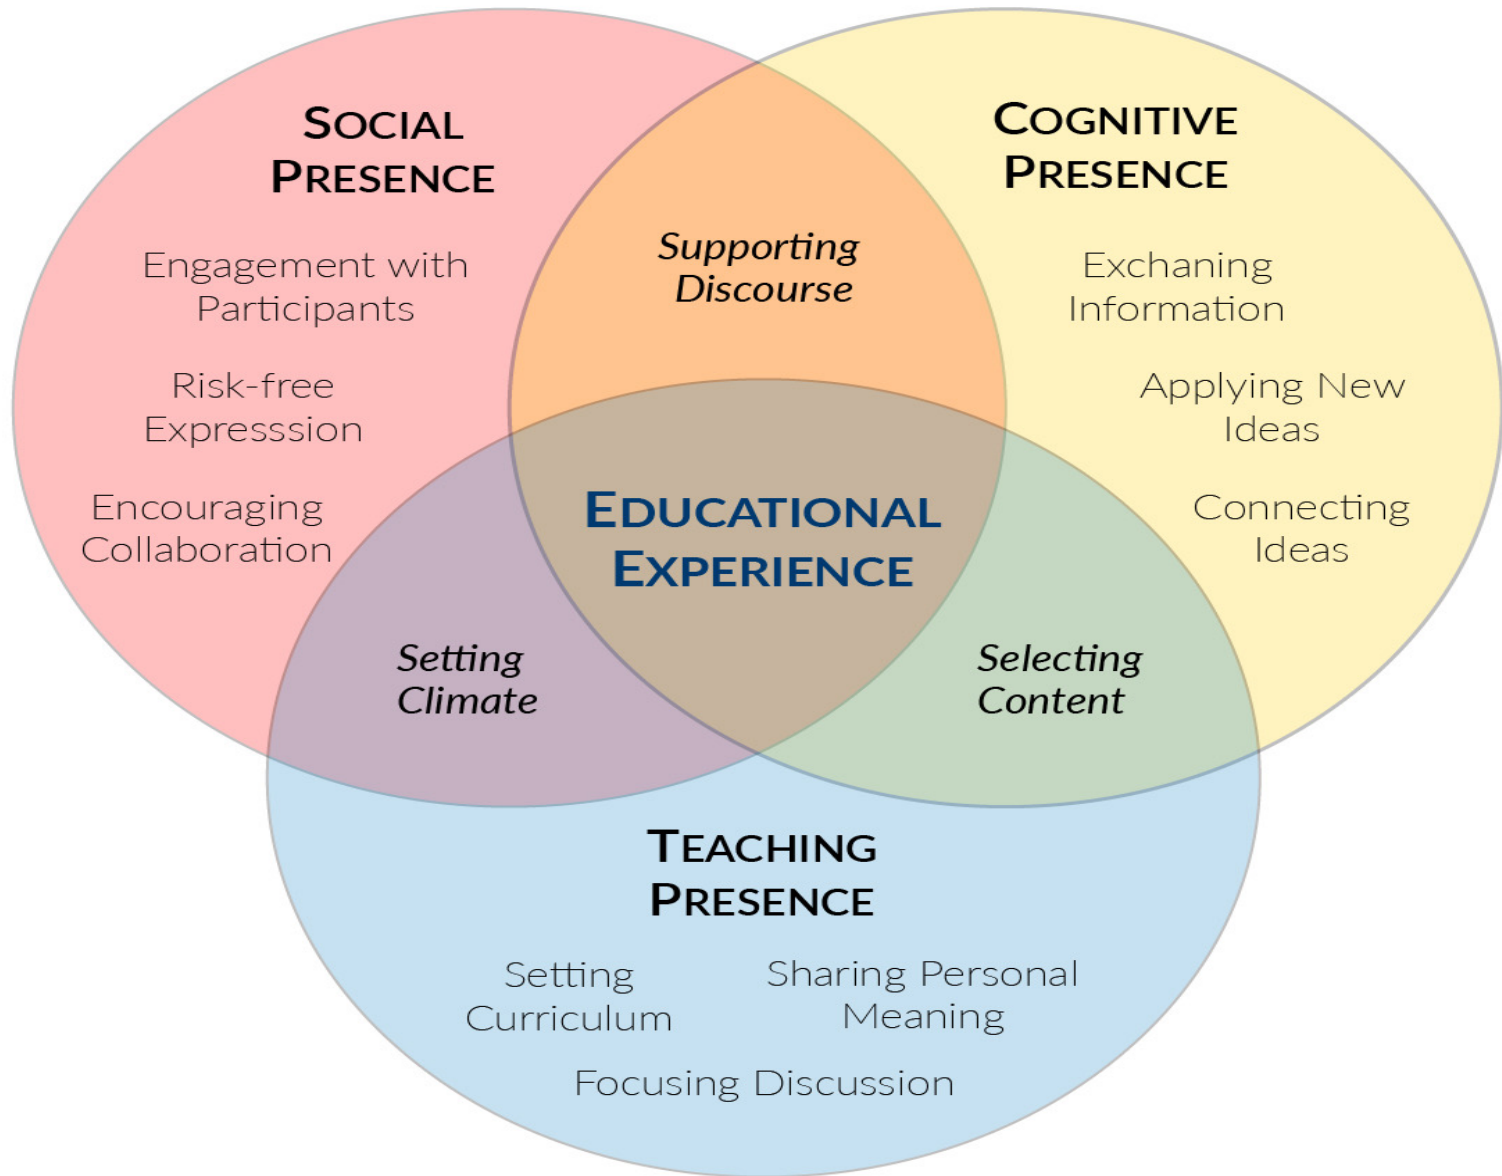 SOCIAL
PRESENCE
Engagement with
Participants
Risk-free
Expresssion
Encouraging
Collaboration
Supporting
Discourse
COGNITIVE
PRESENCE
Exchaning
Information
Applying New
Ideas
Connecting
Ideas
EDUCATIONAL
EXPERIENCE
Setting
Climate
Selecting
Content
TEACHING
PRESENCE
Setting
Curriculum
Sharing Personal
Meaning
Focusing Discussion